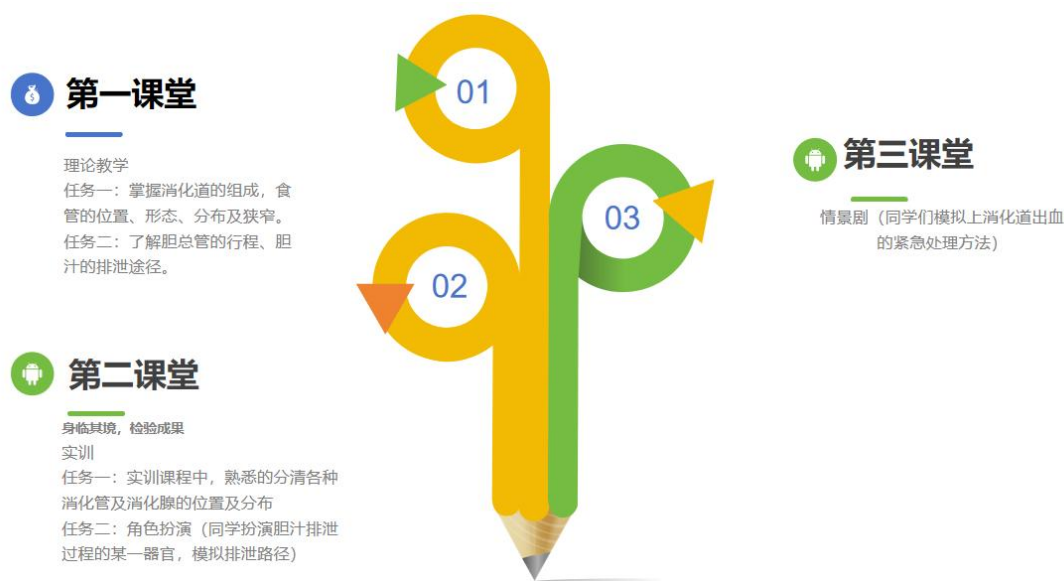 第一课堂
理论教学
任务一：掌握消化道的组成，食
管的位置、形态、分布及狭窄。
任务二：了解胆总管的行程、胆
汁的排泄途径。
第二课堂
身临其境，检验成果
实训
任务一：实训课程中，熟悉的分清各种
消化管及消化腺的位置及分布
任务二：角色扮演（同学扮演胆汁排泄
过程的某一器官，模拟排泄路径）
01
02
03
第三课堂
情景剧（同学们模拟上消化道出血
的紧急处理方法）